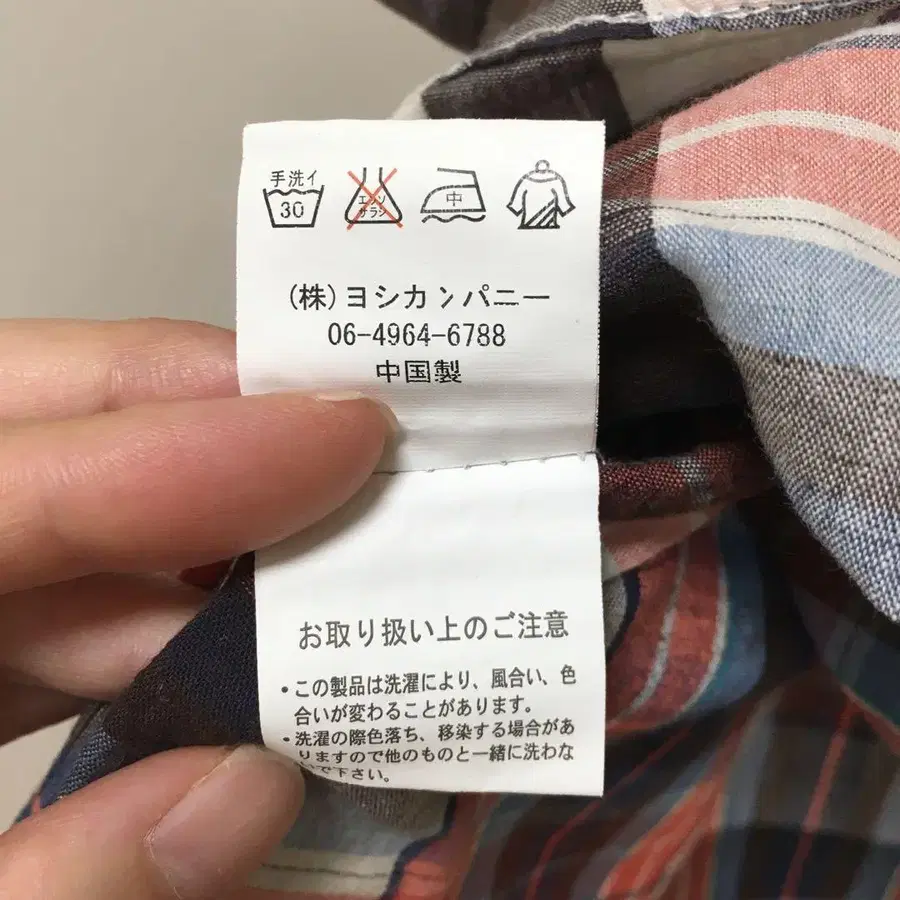 手洗イ
30
エンソ
サラシ
中
(株)ヨシカンパニー
06-4964-6788
中国製
お取り扱い上のご注意
・この製品は洗濯により、風合い、色
合いが変わることがあります。
・洗濯の際色落ち、移染する場合があ
りますので他のものと一緒に洗わな
いで下さい。